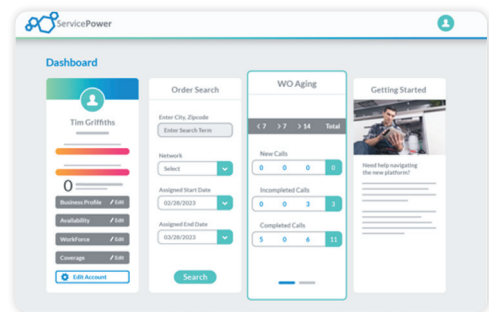 ServicePower
Dashboard
Tim Griffiths
0
Business Profile Edit
Availability Edit
WorkForce Edit
Coverage Edit
Edit Account
Order Search
Enter City, Zipcode
Enter Search Term
Network
Select
Assigned Start Date
02/28/2023
Assigned End Date
03/28/2023
Search
WO Aging
< 7 > 7 > 14 Total
New Calls
0 0 0 0
Incompleted Calls
0 0 3 3
Completed Calls
5 0 6 11
Getting Started
Need help navigating
the new platform?